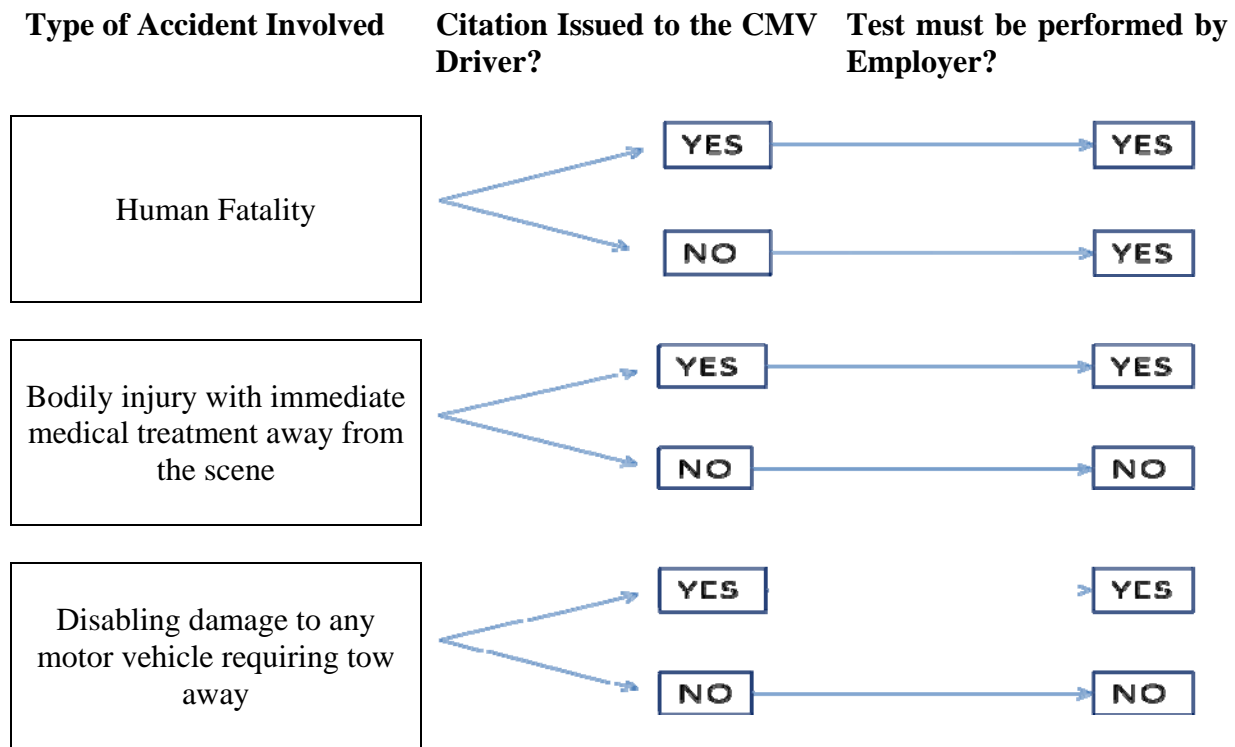 Type of Accident Involved
Citation Issued to the CMV
Driver?
Test must be performed by
Employer?
Human Fatality
YES
YES
NO
YES
Bodily injury with immediate
medical treatment away from
the scene
YES
YES
NO
NO
Disabling damage to any
motor vehicle requiring tow
away
YES
YES
NO
NO